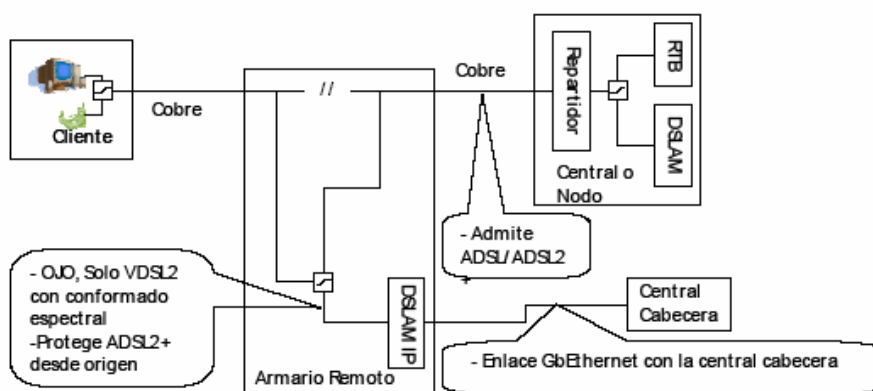 Cliente
Cobre
//
Cobre
Repartidor
RTB
DSLAM
Central o
Nodo
- Admite
ADSL/ADSL2
+
- OJO, Solo VDSL2
con conformado
espectral
-Protege ADSL2+
desde origen
DSLAM IP
Armario Remoto
Central
Cabecera
- Enlace GbEthernet con la central cabecera